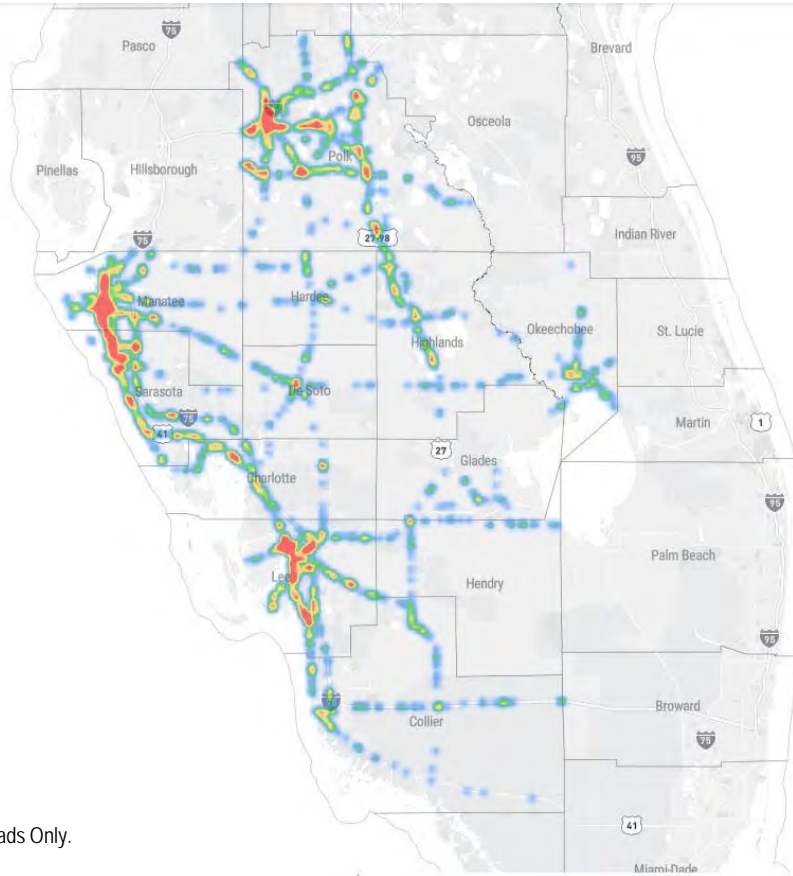 75
Pasco
Brevard
Osceola
Polk
95
Pinellas
Hillsborough
Indian River
75
27-98
Manatee
Hardee
Okeechobee
St. Lucie
Highlands
Sarasota
De Soto
75
Martin
1
41
27
Glades
Charlotte
95
Palm Beach
Lee
Hendry
95
Broward
Collier
75
41
ads Only.
Miami-Dade